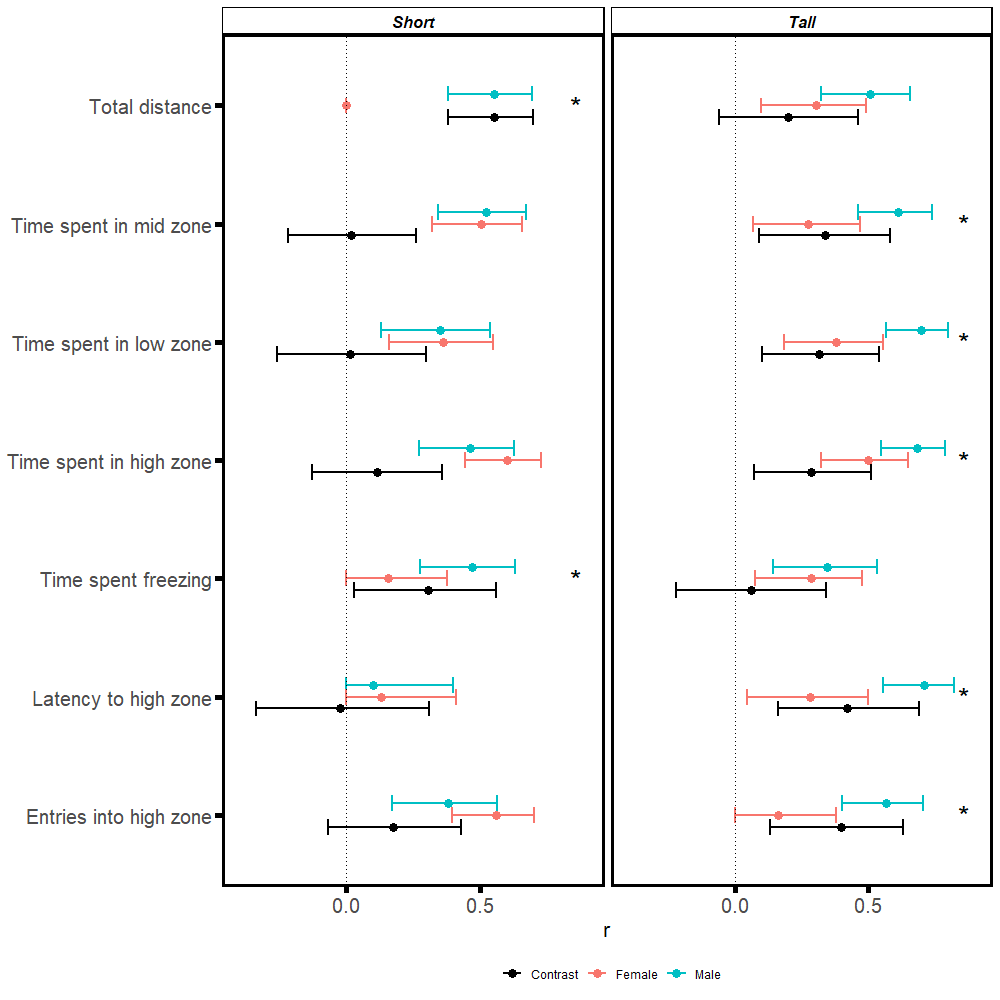 Short Tall
Total distance * 
Time spent in mid zone *
Time spent in low zone *
Time spent in high zone *
Time spent freezing *
Latency to high zone *
Entries into high zone *
0.0 0.5 0.0 0.5
r
Contrast Female Male